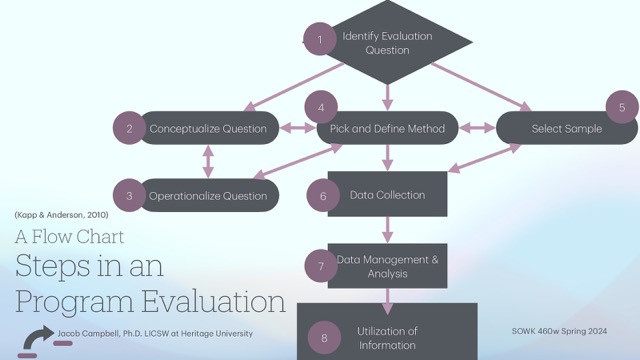 1
Identify Evaluation
Question
2
Conceptualize Question
4
Pick and Define Method
5
Select Sample
3
Operationalize Question
6
Data Collection
7
Data Management &
Analysis
8
Utilization of
Information
(Kapp & Anderson, 2010)
A Flow Chart
Steps in an
Program Evaluation
Jacob Campbell, Ph.D. LICSW at Heritage University
SOWK 460w Spring 2024